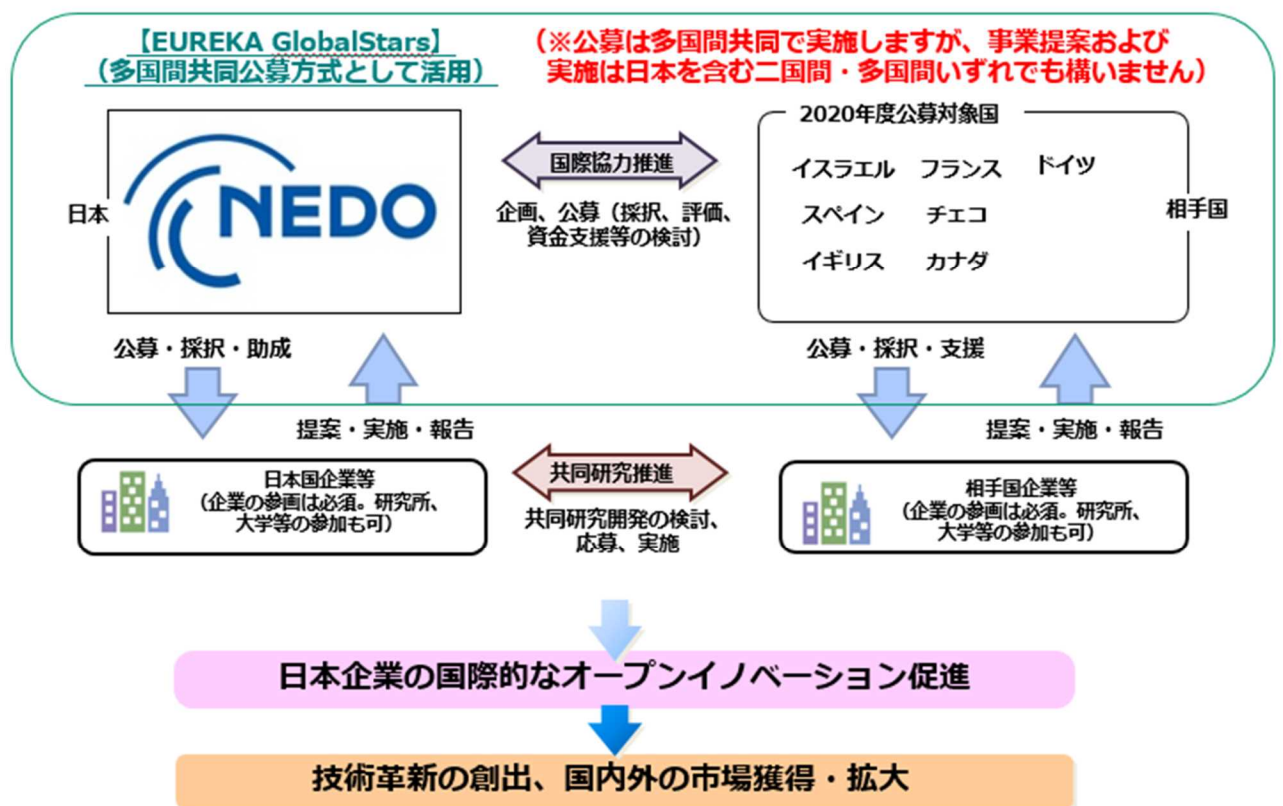 【EUREKA GlobalStars】
(多国間共同公募方式として活用)
(※公募は多国間共同で実施しますが、事業提案および
実施は日本を含む二国間・多国間いずれでも構いません)
日本
NEDO
国際協力推進
企画、公募(採択、評価、
資金支援等の検討)
2020年度公募対象国
イスラエル フランス ドイツ
スペイン チェコ
イギリス カナダ
相手国
公募・採択・助成
提案・実施・報告
公募・採択・支援
提案・実施・報告
日本国企業等
(企業の参画は必須。研究所、
大学等の参加も可)
共同研究推進
共同研究開発の検討、
応募、実施
相手国企業等
(企業の参画は必須。研究所、
大学等の参加も可)
日本企業の国際的なオープンイノベーション促進
技術革新の創出、国内外の市場獲得・拡大